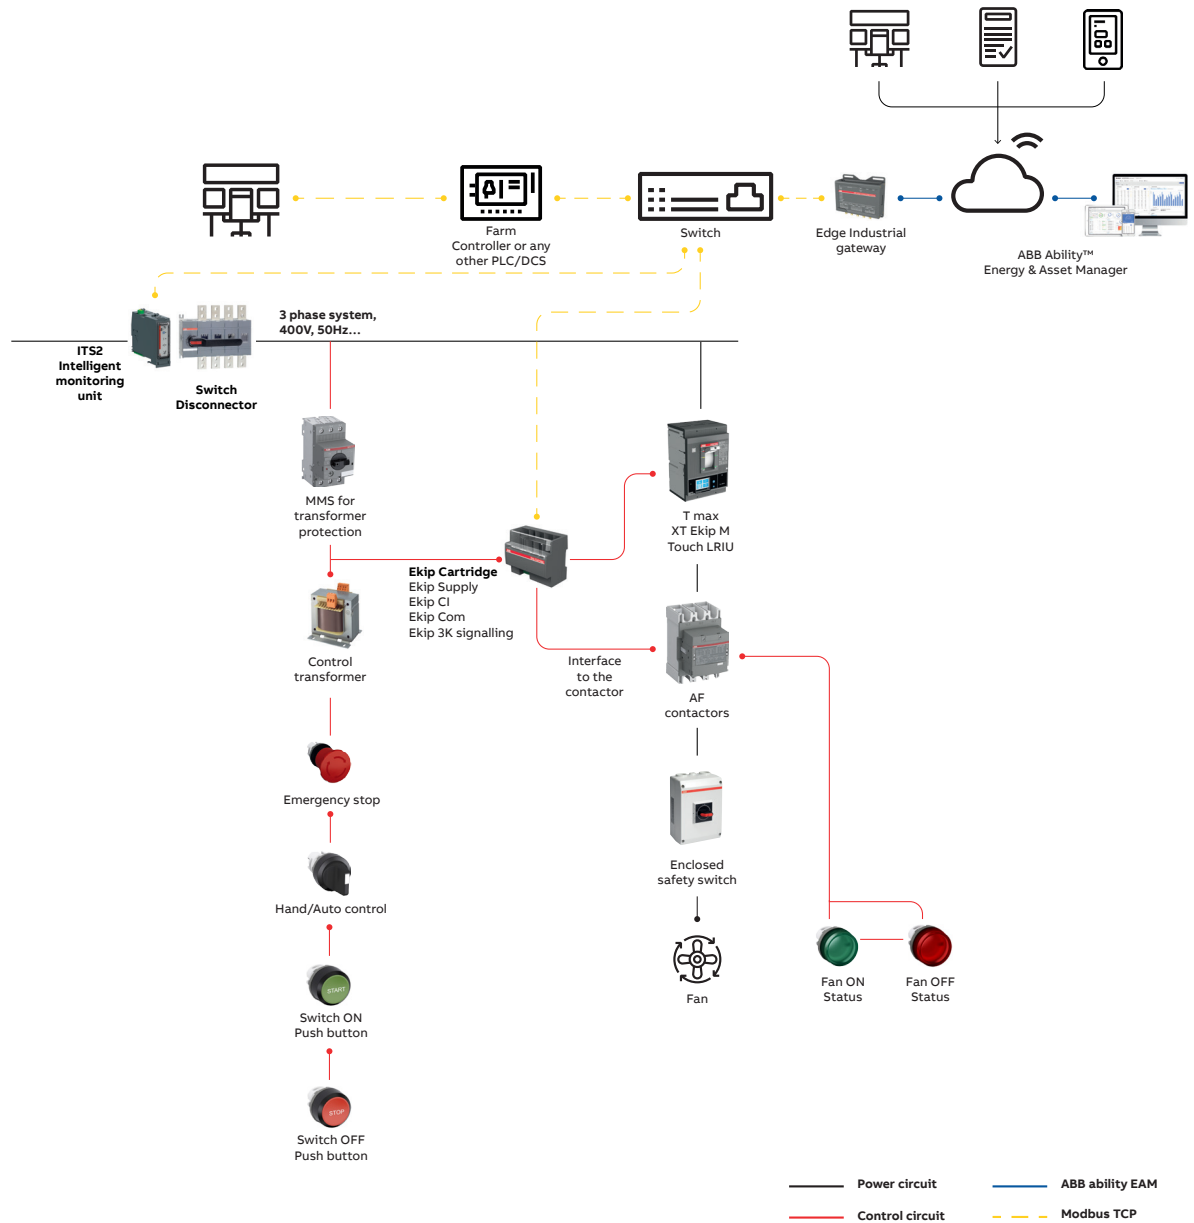 Farm
Controller or any
other PLC/DCS
Switch
Edge Industrial
gateway
ABB Ability™
Energy & Asset Manager
3 phase system,
400V, 50Hz...
ITS2
Intelligent
monitoring
unit
Switch
Disconnector
MMS for
transformer
protection
T max
XT Ekip M
Touch LRIU
Ekip Cartridge
Ekip Supply
Ekip CI
Ekip Com
Ekip 3K signalling
Control
transformer
Interface
to the
contactor
AF
contactors
Emergency stop
Enclosed
safety switch
Hand/Auto control
START
Switch ON
Push button
Fan
Fan ON
Status
Fan OFF
Status
STOP
Switch OFF
Push button
Power circuit
ABB ability EAM
Control circuit
Modbus TCP